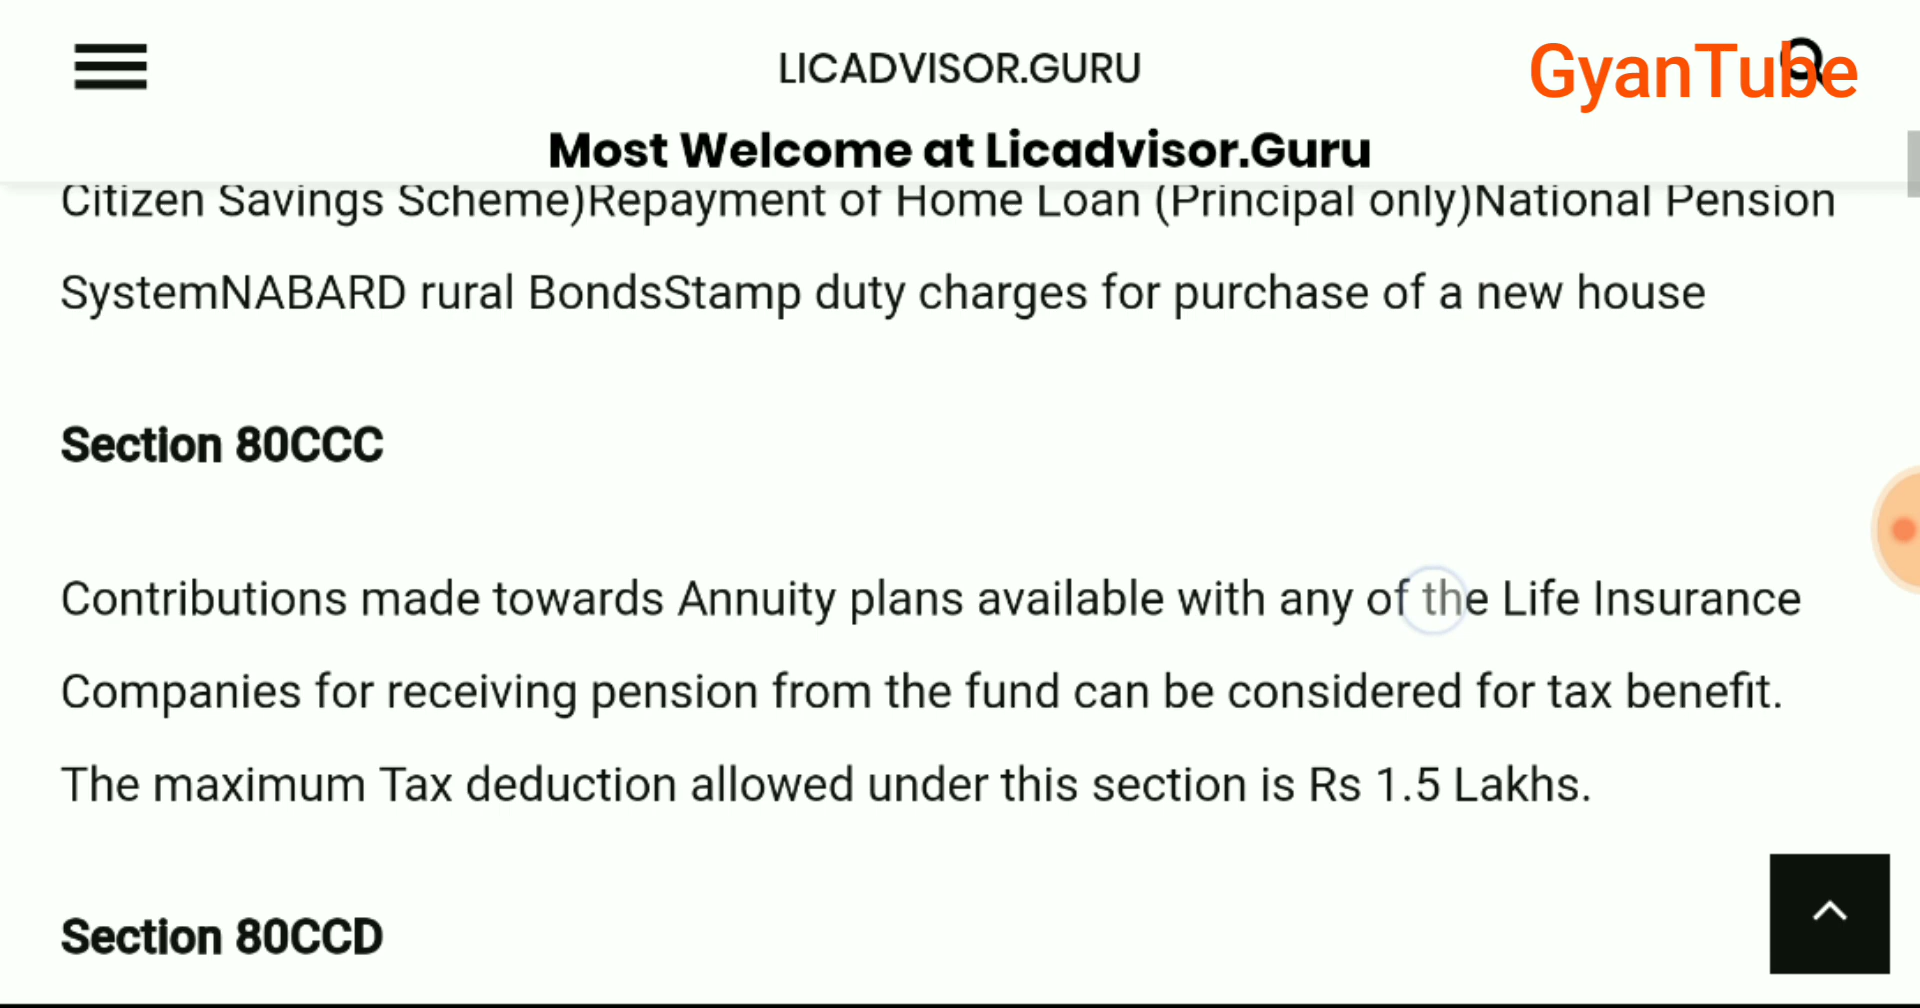 LICADVISOR.GURU
GyanTube
Most Welcome at Licadvisor.Guru
Citizen Savings Scheme)Repayment of Home Loan (Principal only)National Pension
SystemNABARD rural BondsStamp duty charges for purchase of a new house
Section 80CCC
Contributions made towards Annuity plans available with any of the Life Insurance
Companies for receiving pension from the fund can be considered for tax benefit.
The maximum Tax deduction allowed under this section is Rs 1.5 Lakhs.
Section 80CCD